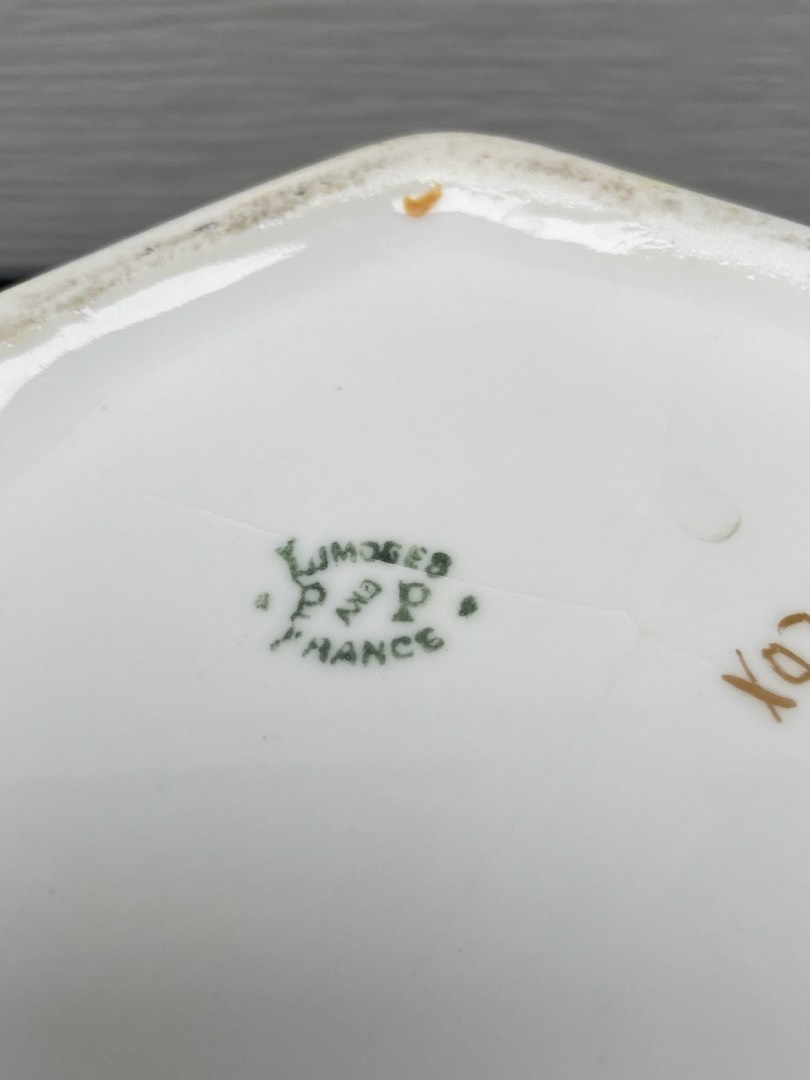 LIMOGES
P AND P
FRANCE